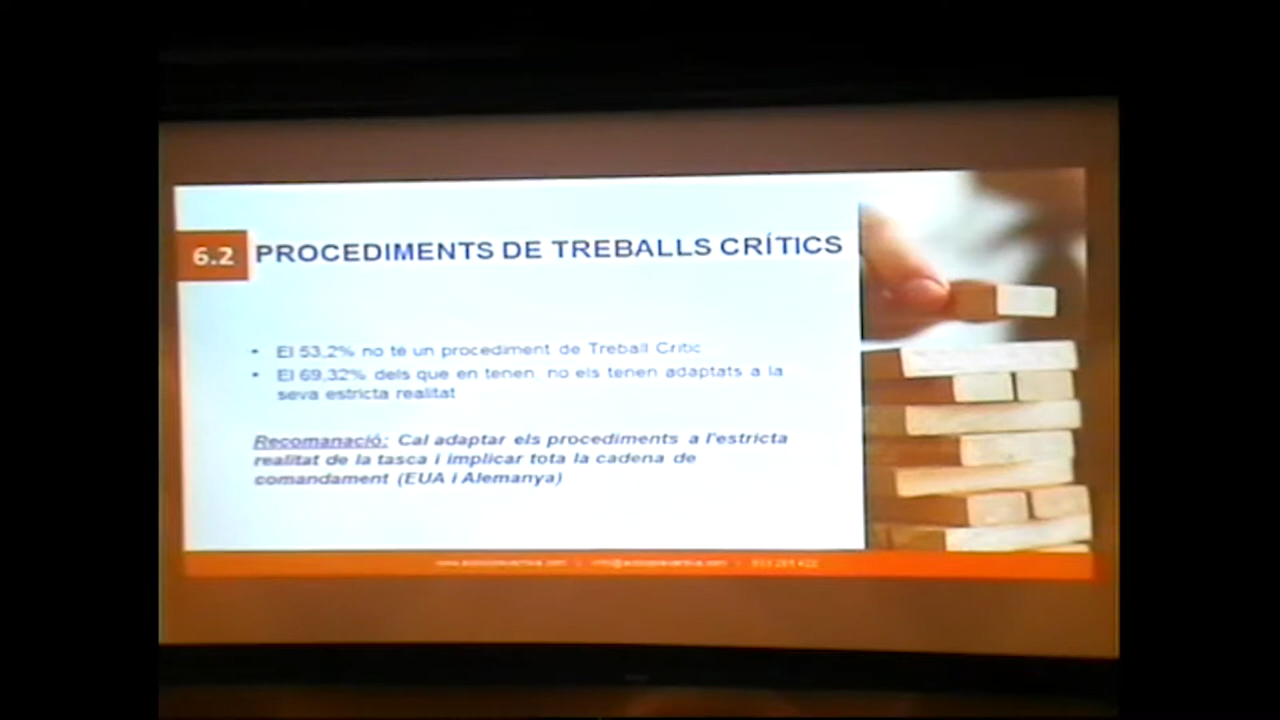 6.2 PROCEDIMENTS DE TREBALLS CRÍTICS
• El 53,2% no té un procediment de Treball Crític
• El 69,32% dels que en tenen, no els tenen adaptats a la
seva estricta realitat
Recomanació: Cal adaptar els procediments a l'estricta
realitat de la tasca i implicar tota la cadena de
comandament (EUA i Alemanya)